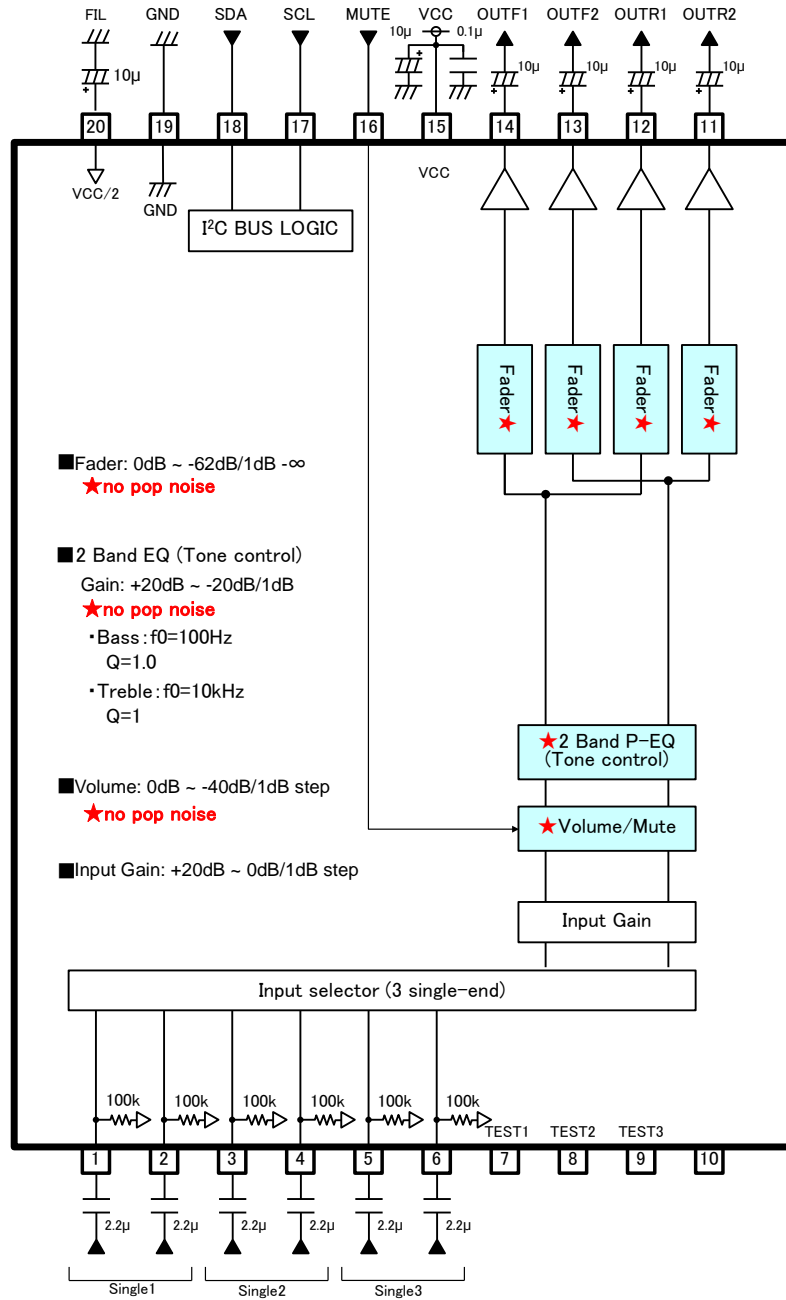 FIL GND SDA SCL MUTE VCC OUTF1 OUTF2 OUTR1 OUTR2
10μ 0.1μ
10μ 10μ 10μ 10μ 10μ
+ + + + + +
20 19 18 17 16 15 14 13 12 11
VCC/2 GND VCC
I²C BUS LOGIC
Fader★ Fader★ Fader★ Fader★
■Fader: 0dB ~ -62dB/1dB -∞
★no pop noise
■2 Band EQ (Tone control)
Gain: +20dB ~ -20dB/1dB
★no pop noise
・Bass:f0=100Hz
Q=1.0
・Treble:f0=10kHz
Q=1
★2 Band P-EQ
(Tone control)
■Volume: 0dB ~ -40dB/1dB step
★no pop noise
★Volume/Mute
■Input Gain: +20dB ~ 0dB/1dB step
Input Gain
Input selector (3 single-end)
100k 100k 100k 100k 100k 100k
TEST1 TEST2 TEST3
1 2 3 4 5 6 7 8 9 10
2.2μ 2.2μ 2.2μ 2.2μ 2.2μ 2.2μ
Single1 Single2 Single3